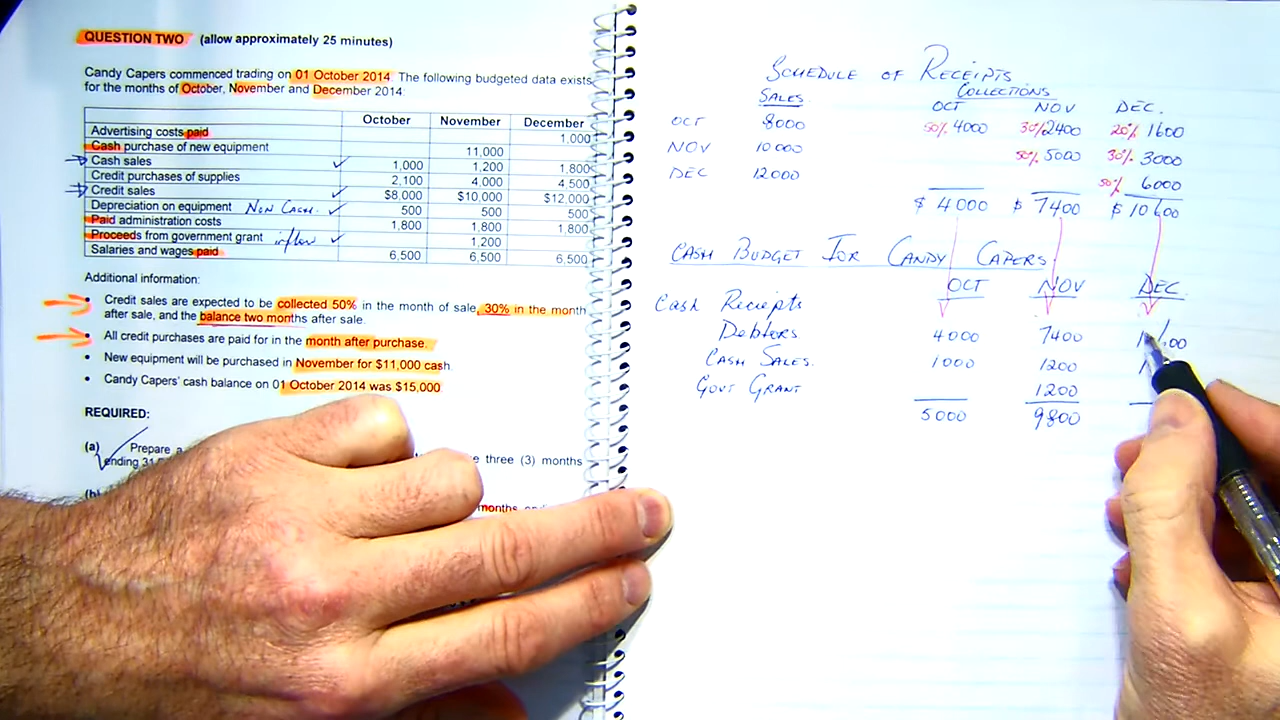 QUESTION TWO (allow approximately 25 minutes)
Candy Capers commenced trading on 01 October 2014. The following budgeted data exists
for the months of October, November and December 2014:
October November December
Advertising costs paid 1,000
Cash purchase of new equipment 11,000
Cash sales 1,000 1,200 1,800
Credit purchases of supplies 2,100 4,000 4,500
Credit sales $8,000 $10,000 $12,000
Depreciation on equipment NON CASH. 500 500 500
Paid administration costs 1,800 1,800 1,800
Proceeds from government grant inflow 1,200
Salaries and wages paid 6,500 6,500 6,500
Additional information:
• Credit sales are expected to be collected 50% in the month of sale, 30% in the month
after sale, and the balance two months after sale.
• All credit purchases are paid for in the month after purchase.
• New equipment will be purchased in November for $11,000 cash
• Candy Capers' cash balance on 01 October 2014 was $15,000
REQUIRED:
(a) Prepare a three (3) months
ending 31
(b)
months
SCHEDULE OF RECEIPTS
COLLECTIONS
SALES OCT NOV DEC.
OCT 8000 50% 4000 30% 2400 20% 1600
NOV 10000 50% 5000 30% 3000
DEC 12000 50% 6000
$ 4000 $ 7400 $ 10600
CASH BUDGET FOR CANDY CAPERS
OCT NOV DEC.
Cash Receipts
Debtors 4000 7400
CASH SALES. 1000 1200
GOVT GRANT 1200
5000 9800